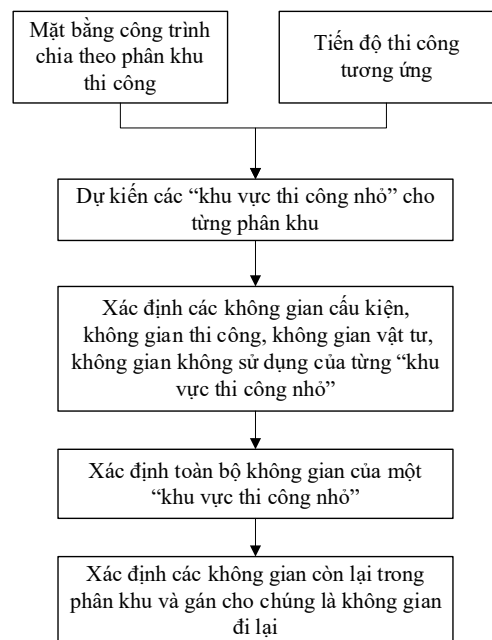 Mặt bằng công trình
chia theo phân khu
thi công
Tiến độ thi công
tương ứng
Dự kiến các “khu vực thi công nhỏ” cho
từng phân khu
Xác định các không gian cấu kiện,
không gian thi công, không gian vật tư,
không gian không sử dụng của từng “khu
vực thi công nhỏ”
Xác định toàn bộ không gian của một
“khu vực thi công nhỏ”
Xác định các không gian còn lại trong
phân khu và gán cho chúng là không gian
đi lại